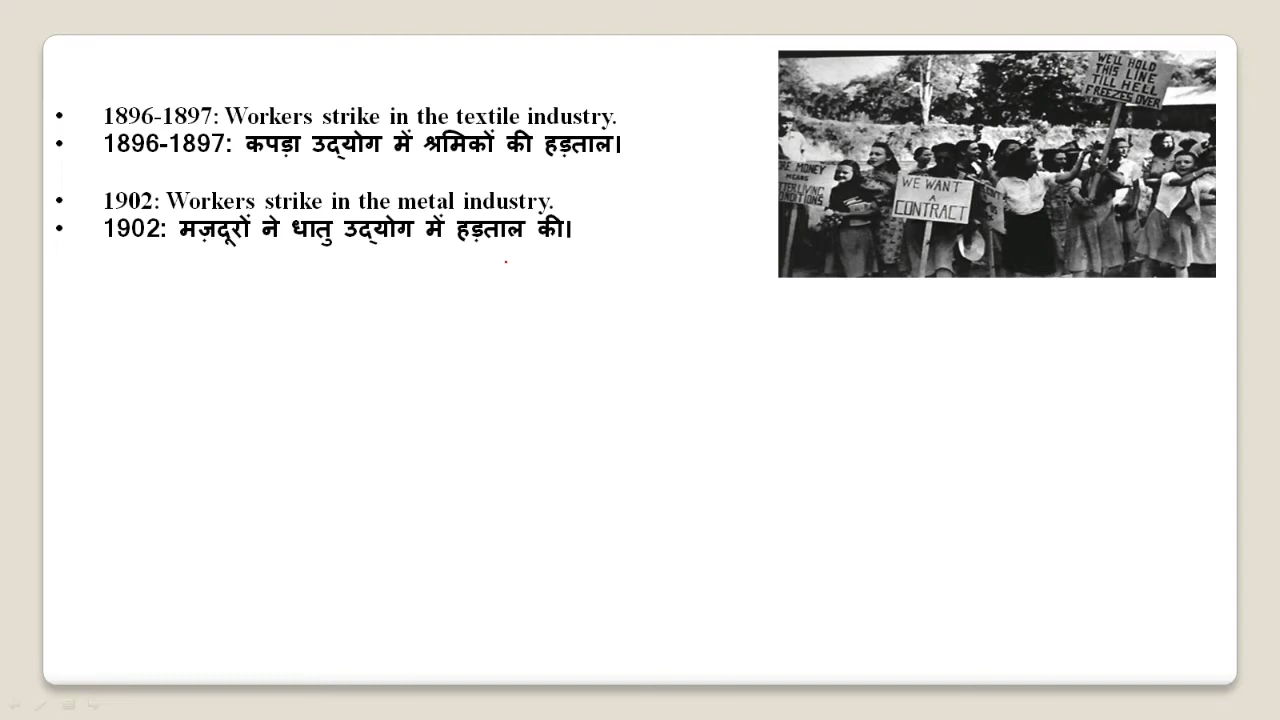 • 1896-1897: Workers strike in the textile industry.
• 1896-1897: कपड़ा उद्योग में श्रमिकों की हड़ताल।
• 1902: Workers strike in the metal industry.
• 1902: मज़दूरों ने धातु उद्योग में हड़ताल की।
WE'LL HOLD
THIS LINE
TILL HELL
FREEZES OVER
MONEY
MEANS
LIVING
WE WANT
A
CONTRACT